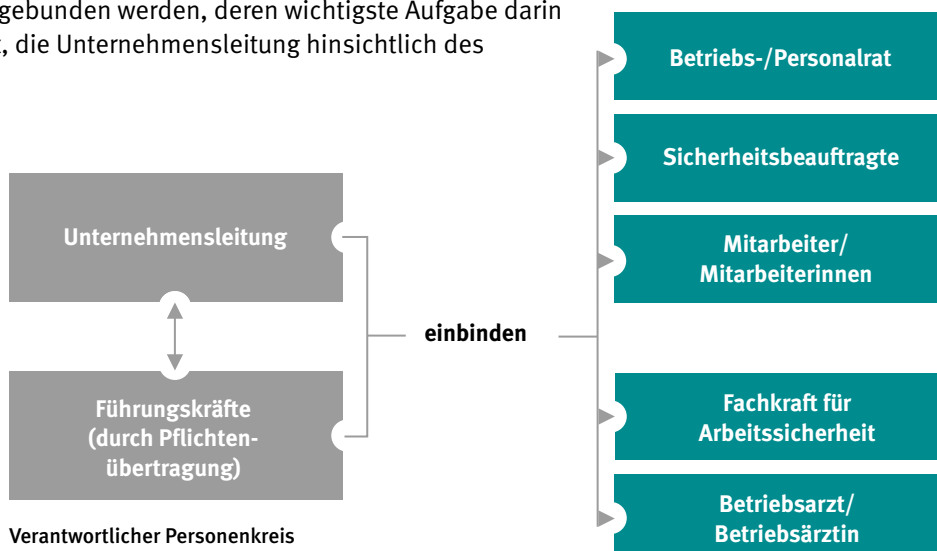 gebunden werden, deren wichtigste Aufgabe darin
, die Unternehmensleitung hinsichtlich des
Betriebs-/Personalrat
Sicherheitsbeauftragte
Unternehmensleitung
Mitarbeiter/
Mitarbeiterinnen
einbinden
Führungskräfte
(durch Pflichten-
übertragung)
Fachkraft für
Arbeitssicherheit
Betriebsarzt/
Betriebsärztin
Verantwortlicher Personenkreis